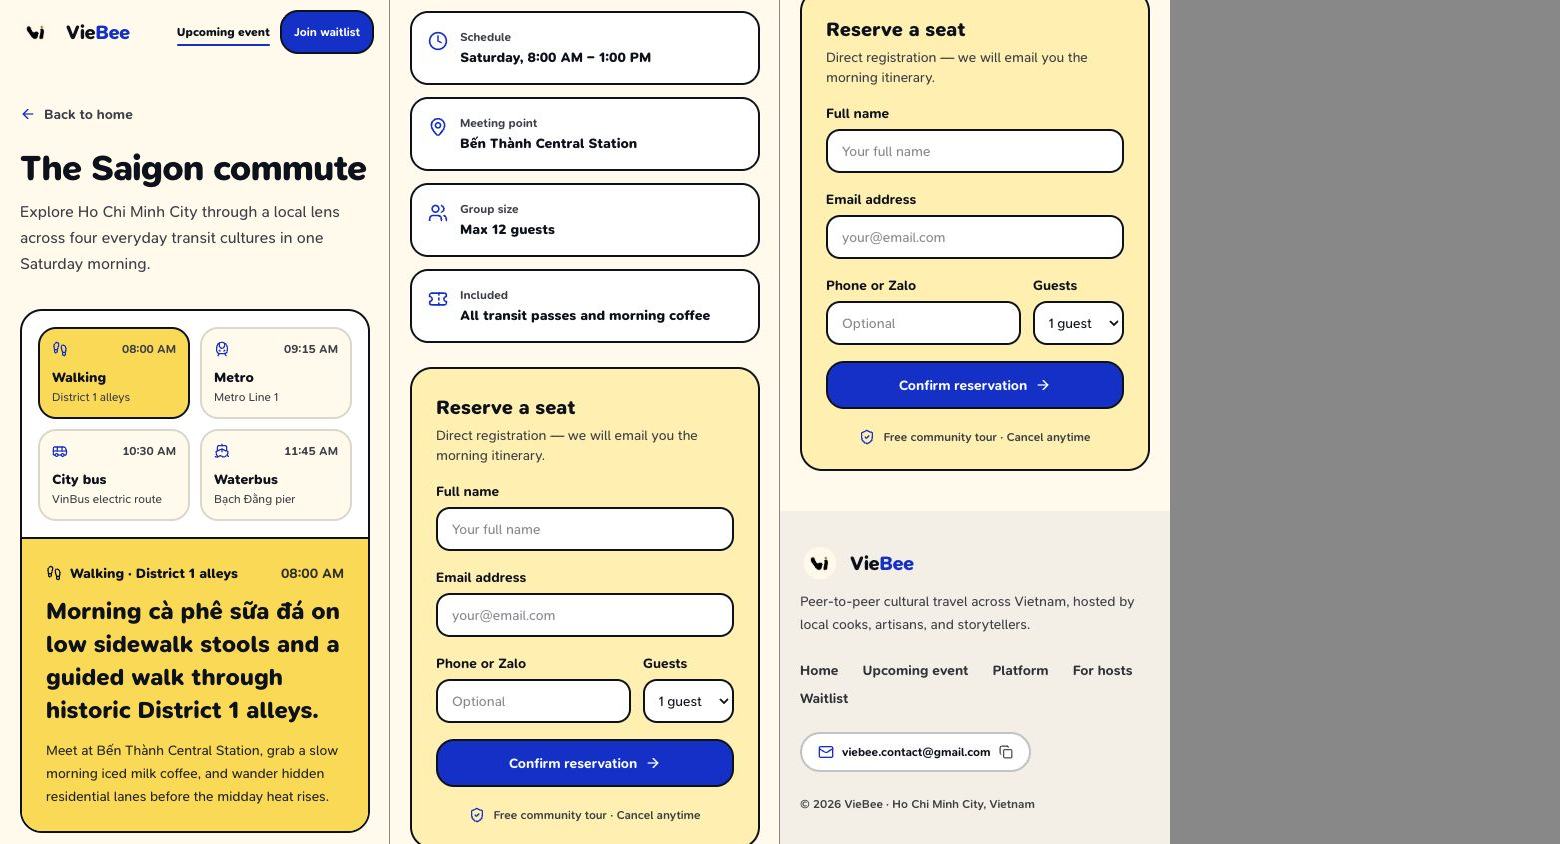 VieBee
Upcoming event
Join waitlist
Back to home
The Saigon commute
Explore Ho Chi Minh City through a local lens
across four everyday transit cultures in one
Saturday morning.
08:00 AM
Walking
District 1 alleys
09:15 AM
Metro
Metro Line 1
10:30 AM
City bus
VinBus electric route
11:45 AM
Waterbus
Bạch Đằng pier
Walking · District 1 alleys
08:00 AM
Morning cà phê sữa đá on
low sidewalk stools and a
guided walk through
historic District 1 alleys.
Meet at Bến Thành Central Station, grab a slow
morning iced milk coffee, and wander hidden
residential lanes before the midday heat rises.
Schedule
Saturday, 8:00 AM – 1:00 PM
Meeting point
Bến Thành Central Station
Group size
Max 12 guests
Included
All transit passes and morning coffee
Reserve a seat
Direct registration — we will email you the
morning itinerary.
Full name
Your full name
Email address
your@email.com
Phone or Zalo
Guests
Optional
1 guest
Confirm reservation
Free community tour · Cancel anytime
Reserve a seat
Direct registration — we will email you the
morning itinerary.
Full name
Your full name
Email address
your@email.com
Phone or Zalo
Guests
Optional
1 guest
Confirm reservation
Free community tour · Cancel anytime
VieBee
Peer-to-peer cultural travel across Vietnam, hosted by
local cooks, artisans, and storytellers.
Home
Upcoming event
Platform
For hosts
Waitlist
viebee.contact@gmail.com
© 2026 VieBee · Ho Chi Minh City, Vietnam